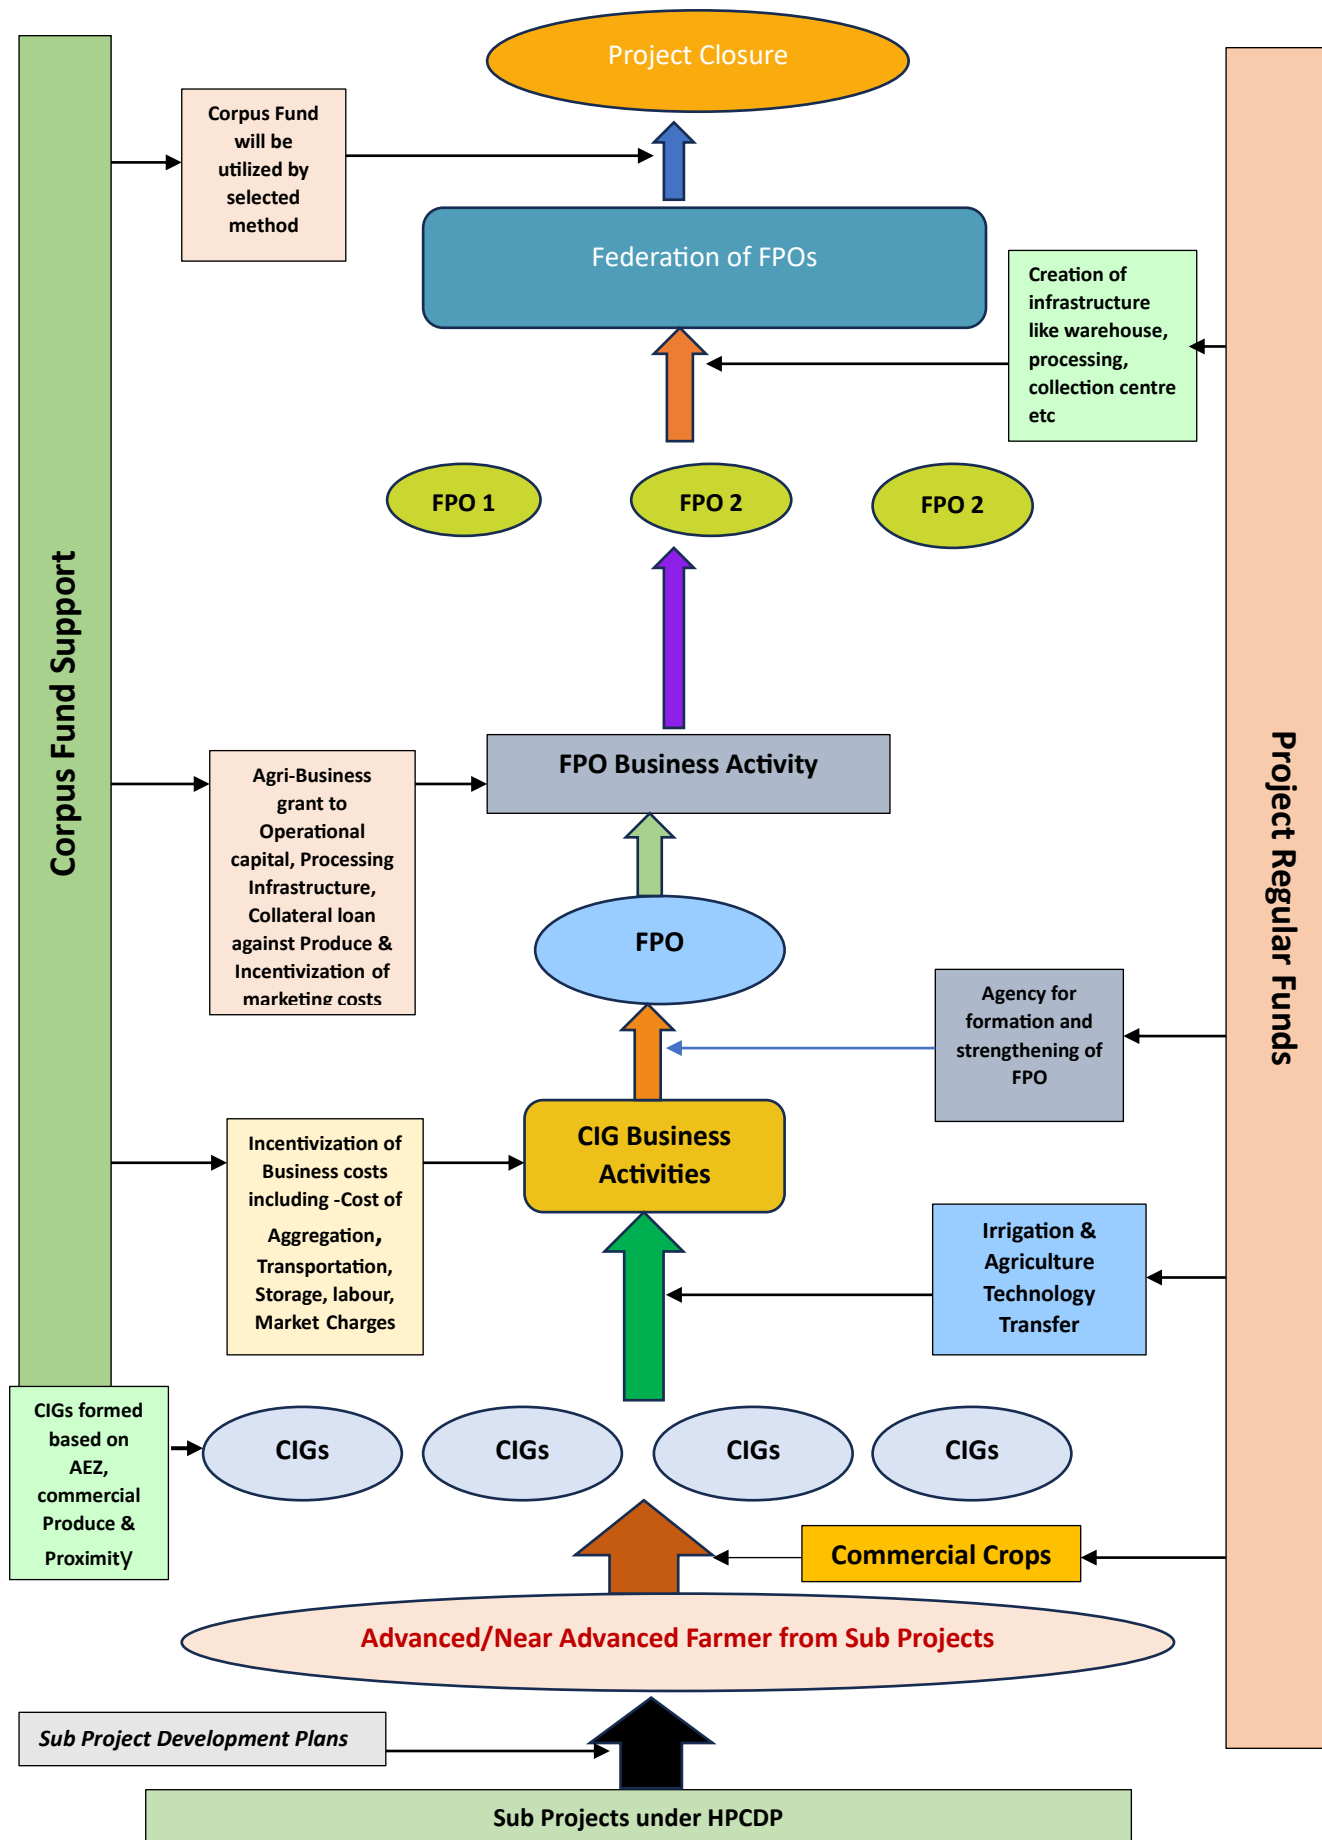 Project Closure
Corpus Fund
will be
utilized by
selected
method
Federation of FPOs
Creation of
infrastructure
like warehouse,
processing,
collection centre
etc
FPO 1
FPO 2
FPO 2
Corpus Fund Support
Project Regular Funds
FPO Business Activity
Agri-Business
grant to
Operational
capital, Processing
Infrastructure,
Collateral loan
against Produce &
Incentivization of
marketing costs
FPO
Agency for
formation and
strengthening of
FPO
CIG Business
Activities
Incentivization of
Business costs
including -Cost of
Aggregation,
Transportation,
Storage, labour,
Market Charges
Irrigation &
Agriculture
Technology
Transfer
CIGs formed
based on
AEZ,
commercial
Produce &
Proximity
CIGs
CIGs
CIGs
CIGs
Commercial Crops
Advanced/Near Advanced Farmer from Sub Projects
Sub Project Development Plans
Sub Projects under HPCDP